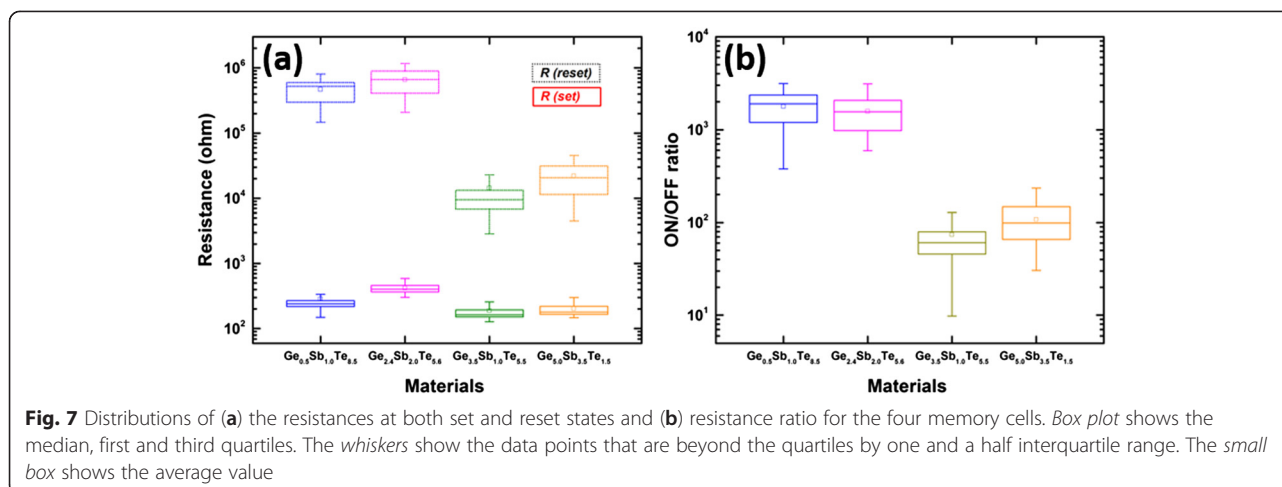 (a)
R (reset)
R (set)
10⁶
10⁵
10⁴
10³
10²
Resistance (ohm)
Ge₀.₅Sb₁.₀Te₈.₅ Ge₂.₄Sb₂.₀Te₅.₆ Ge₃.₅Sb₁.₀Te₅.₅ Ge₅.₀Sb₃.₅Te₁.₅
Materials
(b)
10⁴
10³
10²
10¹
ON/OFF ratio
Ge₀.₅Sb₁.₀Te₈.₅ Ge₂.₄Sb₂.₀Te₅.₆ Ge₃.₅Sb₁.₀Te₅.₅ Ge₅.₀Sb₃.₅Te₁.₅
Materials
Fig. 7 Distributions of (a) the resistances at both set and reset states and (b) resistance ratio for the four memory cells. Box plot shows the
median, first and third quartiles. The whiskers show the data points that are beyond the quartiles by one and a half interquartile range. The small
box shows the average value